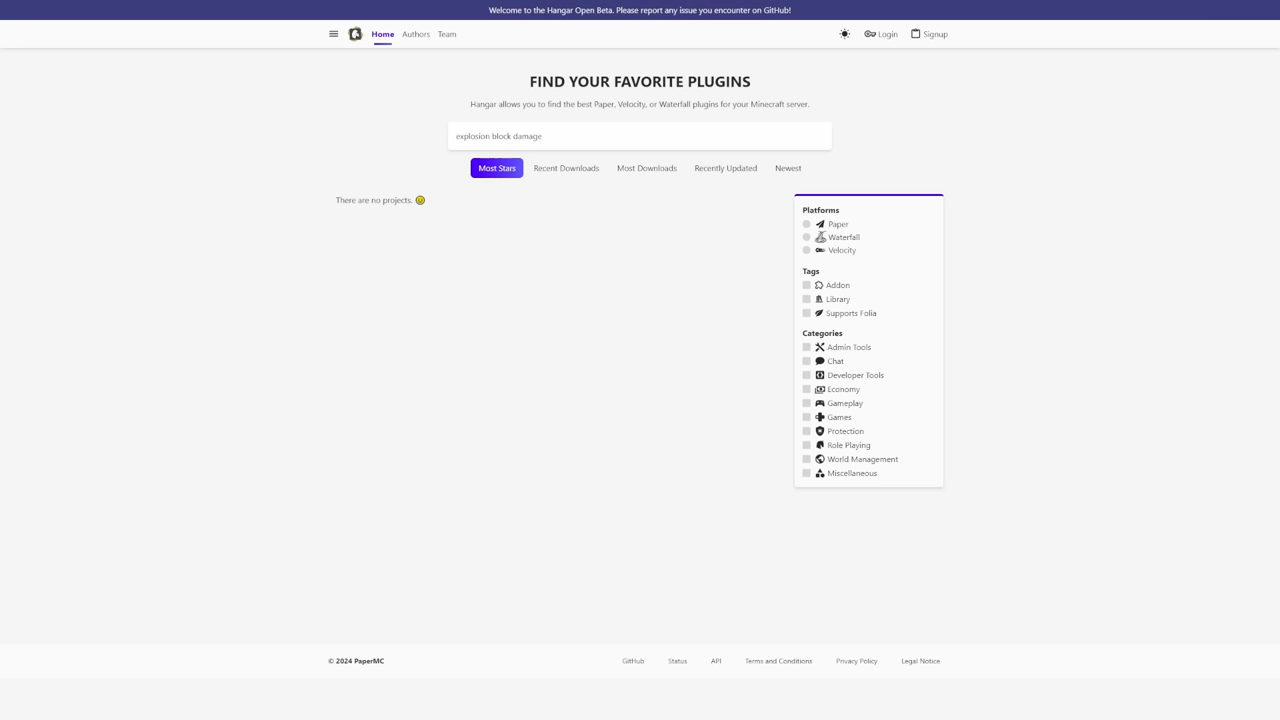 Welcome to the Hangar Open Beta. Please report any issue you encounter on GitHub!
Home Authors Team Login Signup
FIND YOUR FAVORITE PLUGINS
Hangar allows you to find the best Paper, Velocity, or Waterfall plugins for your Minecraft server.
explosion block damage
Most Stars Recent Downloads Most Downloads Recently Updated Newest
There are no projects.
Platforms
Paper
Waterfall
Velocity
Tags
Addon
Library
Supports Folia
Categories
Admin Tools
Chat
Developer Tools
Economy
Gameplay
Games
Protection
Role Playing
World Management
Miscellaneous
© 2024 PaperMC GitHub Status API Terms and Conditions Privacy Policy Legal Notice